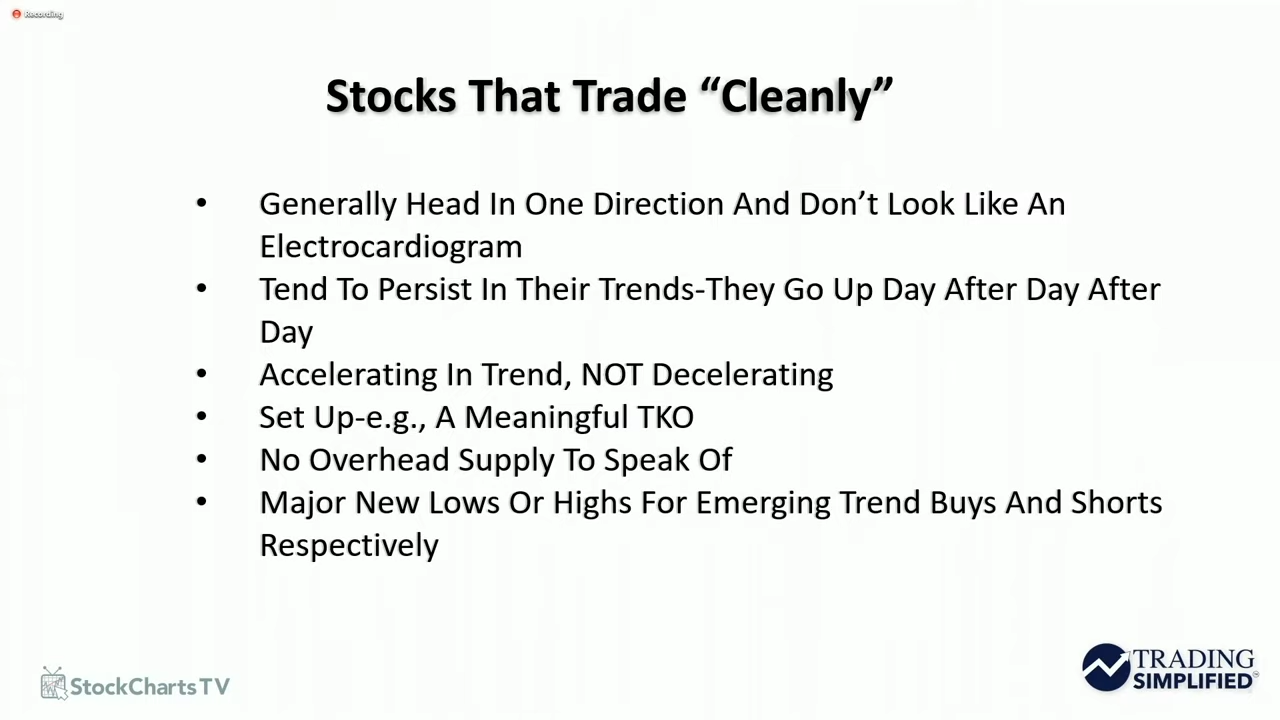 Recording
Stocks That Trade “Cleanly”
• Generally Head In One Direction And Don’t Look Like An
Electrocardiogram
• Tend To Persist In Their Trends-They Go Up Day After Day After
Day
• Accelerating In Trend, NOT Decelerating
• Set Up-e.g., A Meaningful TKO
• No Overhead Supply To Speak Of
• Major New Lows Or Highs For Emerging Trend Buys And Shorts
Respectively
StockCharts TV
TRADING
SIMPLIFIED